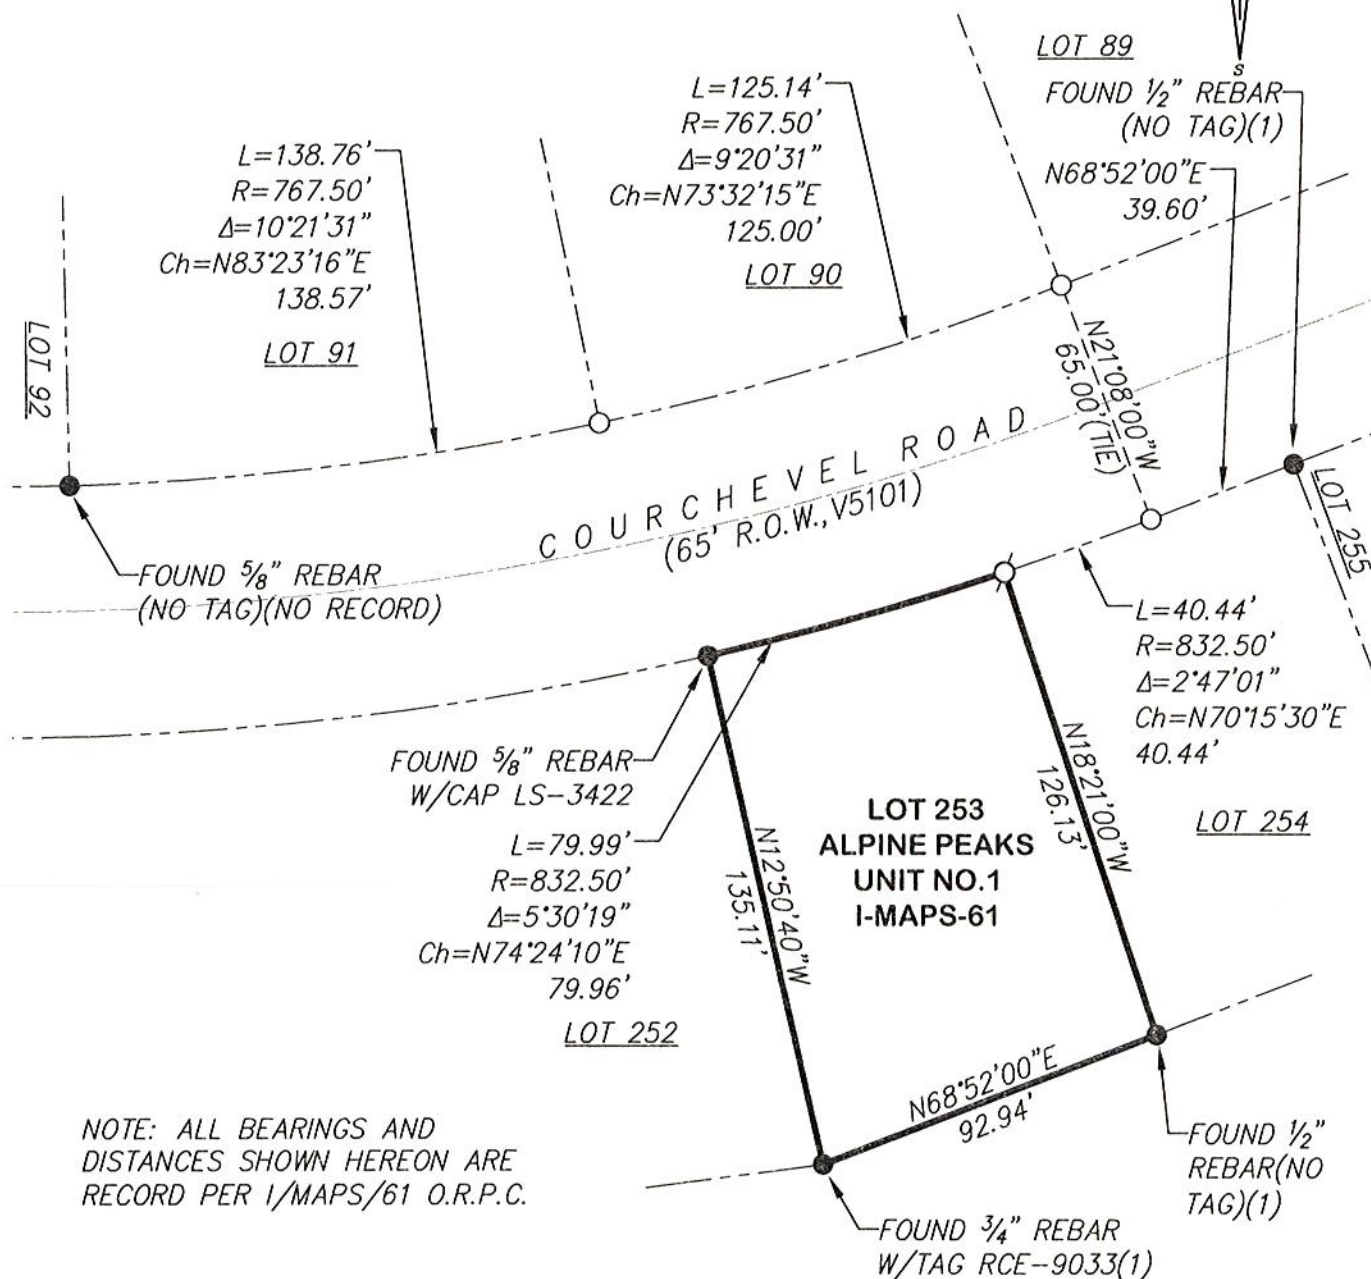 LOT 89
S
FOUND ½" REBAR
(NO TAG)(1)
N68°52'00"E
39.60'
L=125.14'
R=767.50'
Δ=9°20'31"
Ch=N73°32'15"E
125.00'
LOT 90
L=138.76'
R=767.50'
Δ=10°21'31"
Ch=N83°23'16"E
138.57'
LOT 91
LOT 92
N21°08'00"W
65.00'(TIE)
COURCHEVEL ROAD
(65' R.O.W.,V5101)
LOT 255
FOUND ⅝" REBAR
(NO TAG)(NO RECORD)
L=40.44'
R=832.50'
Δ=2°47'01"
Ch=N70°15'30"E
40.44'
FOUND ⅝" REBAR
W/CAP LS-3422
L=79.99'
R=832.50'
Δ=5°30'19"
Ch=N74°24'10"E
79.96'
LOT 252
N12°50'40"W
135.11'
LOT 253
ALPINE PEAKS
UNIT NO.1
I-MAPS-61
N18°21'00"W
126.13'
LOT 254
N68°52'00"E
92.94'
NOTE: ALL BEARINGS AND
DISTANCES SHOWN HEREON ARE
RECORD PER I/MAPS/61 O.R.P.C.
FOUND ½"
REBAR(NO
TAG)(1)
FOUND ¾" REBAR
W/TAG RCE-9033(1)